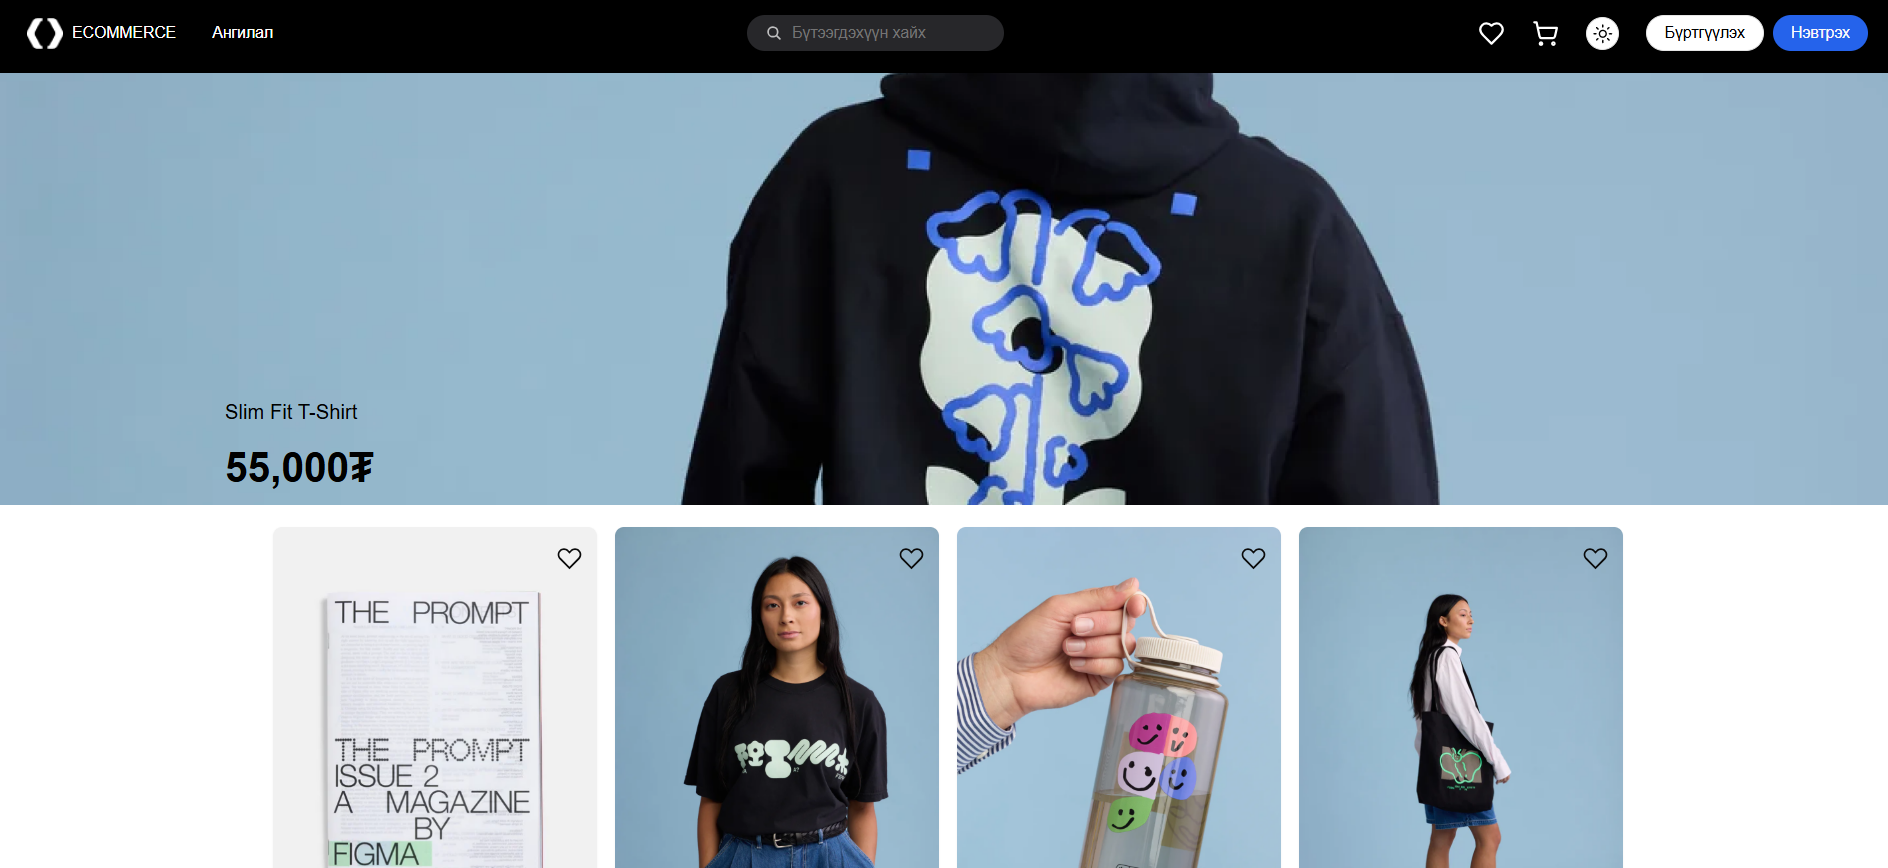 ECOMMERCE
Ангилал
Бүтээгдэхүүн хайх
Бүртгүүлэх
Нэвтрэх
Slim Fit T-Shirt
55,000₮
THE PROMPT
THE PROMPT
ISSUE 2
A MAGAZINE
BY
FIGMA